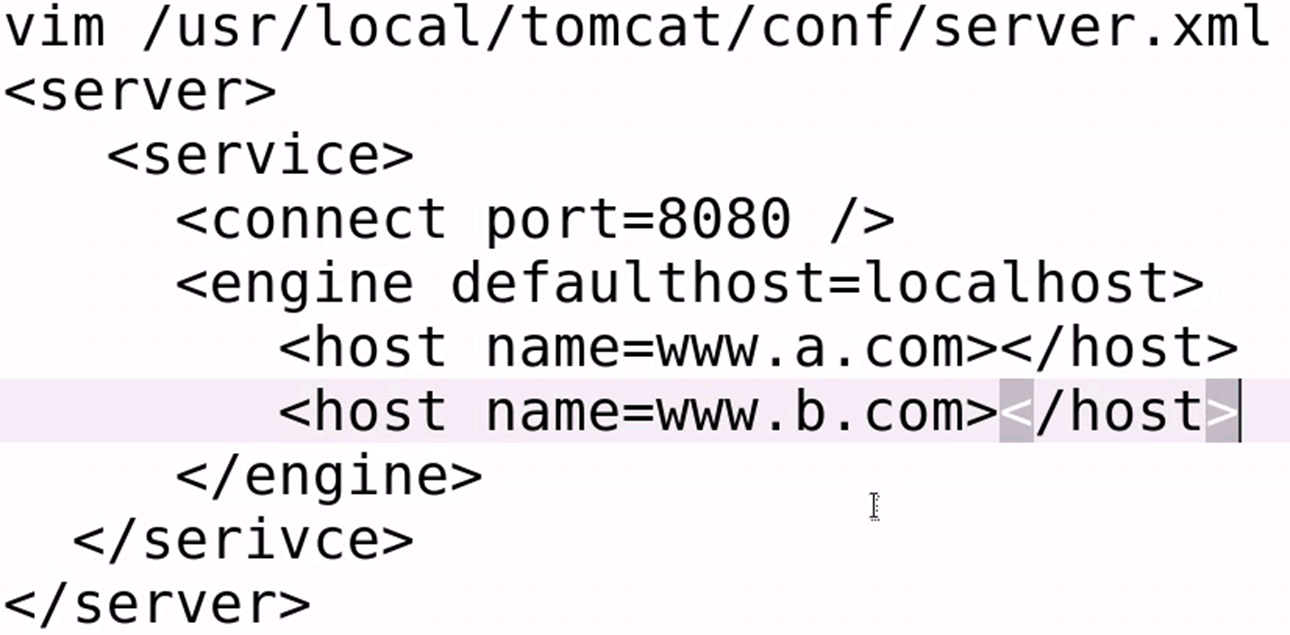 vim /usr/local/tomcat/conf/server.xml
<server>
   <service>
     <connect port=8080 />
     <engine defaulthost=localhost>
        <host name=www.a.com></host>
        <host name=www.b.com></host>
     </engine>
  </serivce>
</server>